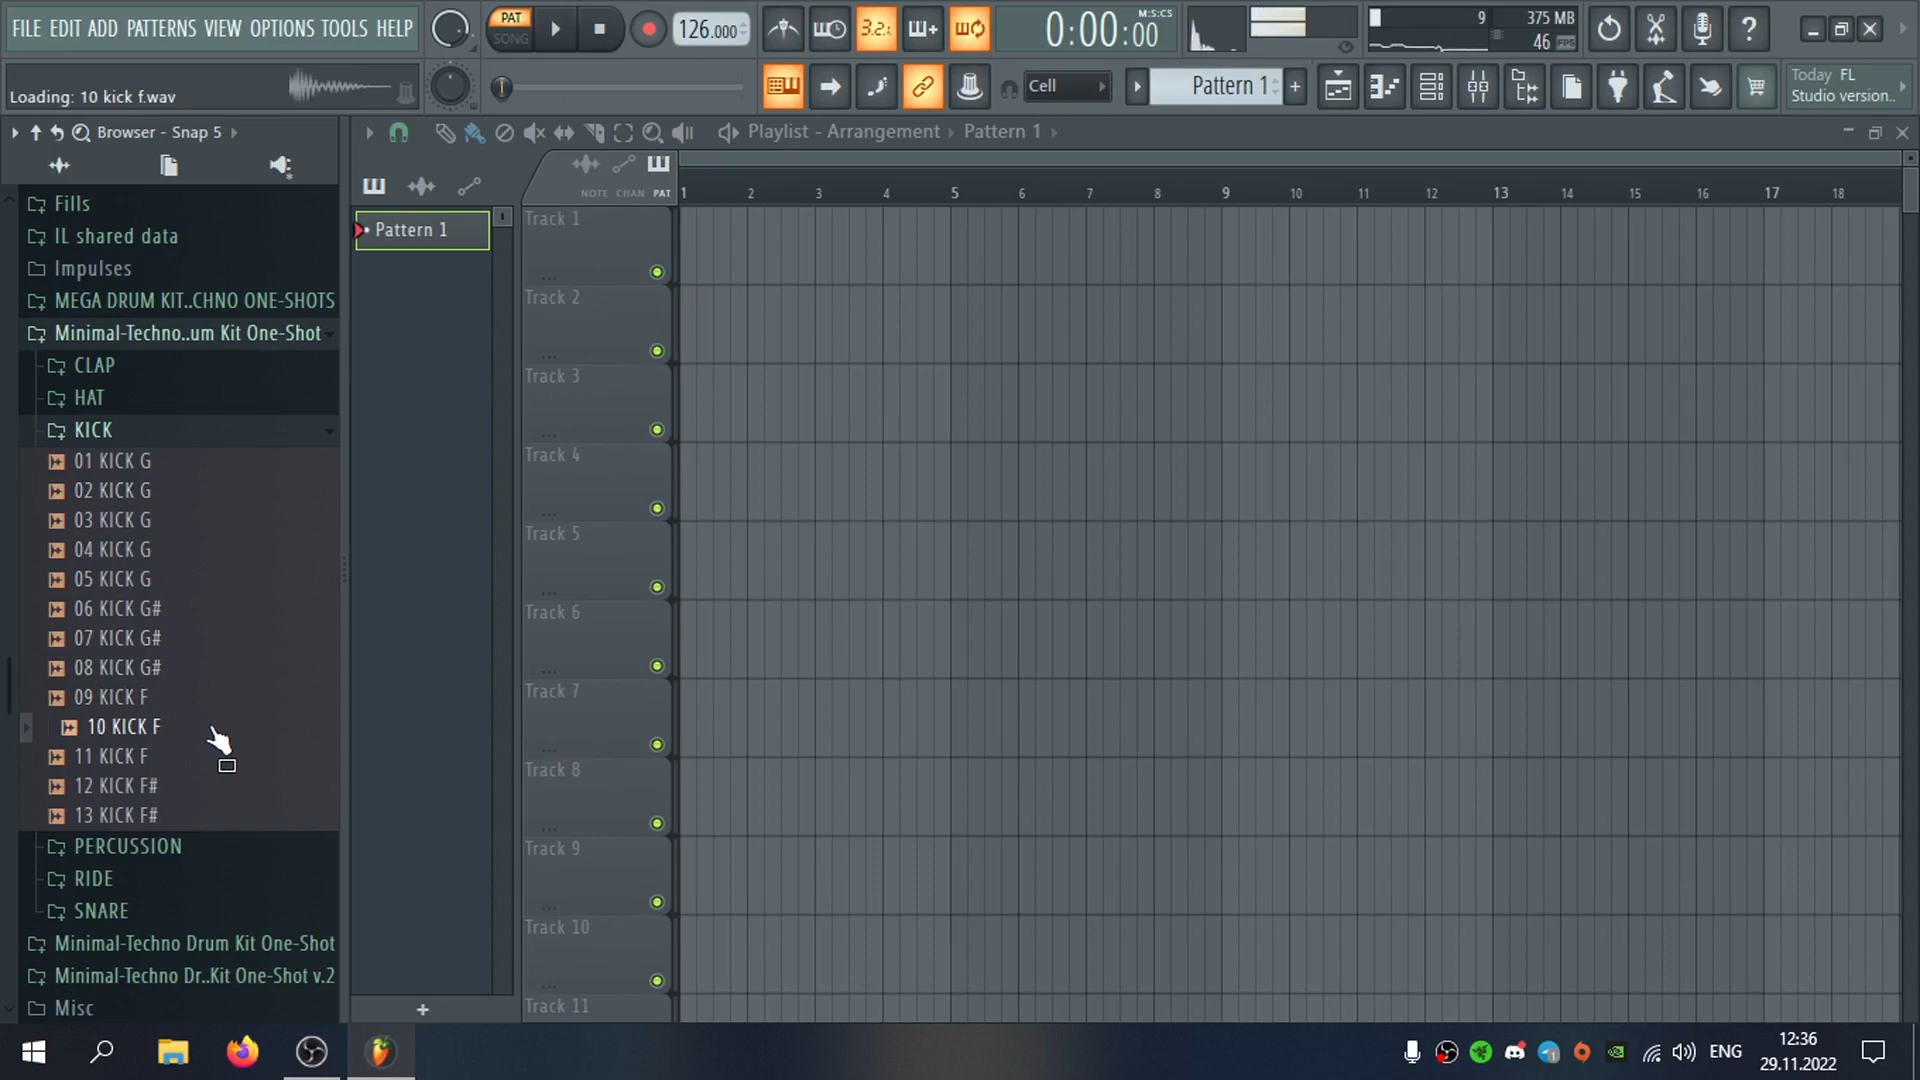 FILE EDIT ADD PATTERNS VIEW OPTIONS TOOLS HELP
PAT
SONG
126.000
3.2.
0:00:00
M:S:CS
9
375 MB
46
Loading: 10 kick f.wav
Cell
Pattern 1
Today FL
Studio version..
Browser - Snap 5
Playlist - Arrangement › Pattern 1
NOTE CHAN PAT
1 2 3 4 5 6 7 8 9 10 11 12 13 14 15 16 17 18
Fills
IL shared data
Impulses
MEGA DRUM KIT..CHNO ONE-SHOTS
Minimal-Techno..um Kit One-Shot
CLAP
HAT
KICK
01 KICK G
02 KICK G
03 KICK G
04 KICK G
05 KICK G
06 KICK G#
07 KICK G#
08 KICK G#
09 KICK F
10 KICK F
11 KICK F
12 KICK F#
13 KICK F#
PERCUSSION
RIDE
SNARE
Minimal-Techno Drum Kit One-Shot
Minimal-Techno Dr..Kit One-Shot v.2
Misc
Pattern 1
Track 1
Track 2
Track 3
Track 4
Track 5
Track 6
Track 7
Track 8
Track 9
Track 10
Track 11
ENG
12:36
29.11.2022